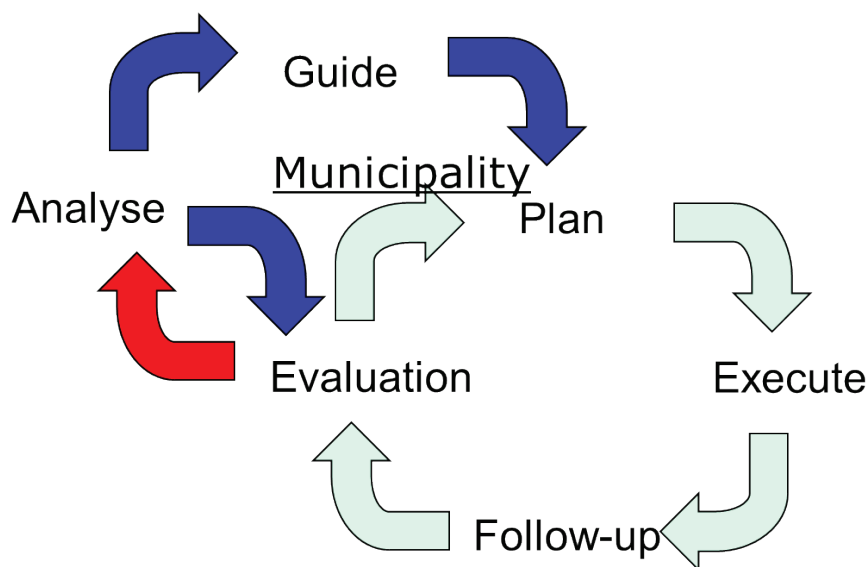 Guide
Municipality
Analyse
Plan
Evaluation
Execute
Follow-up